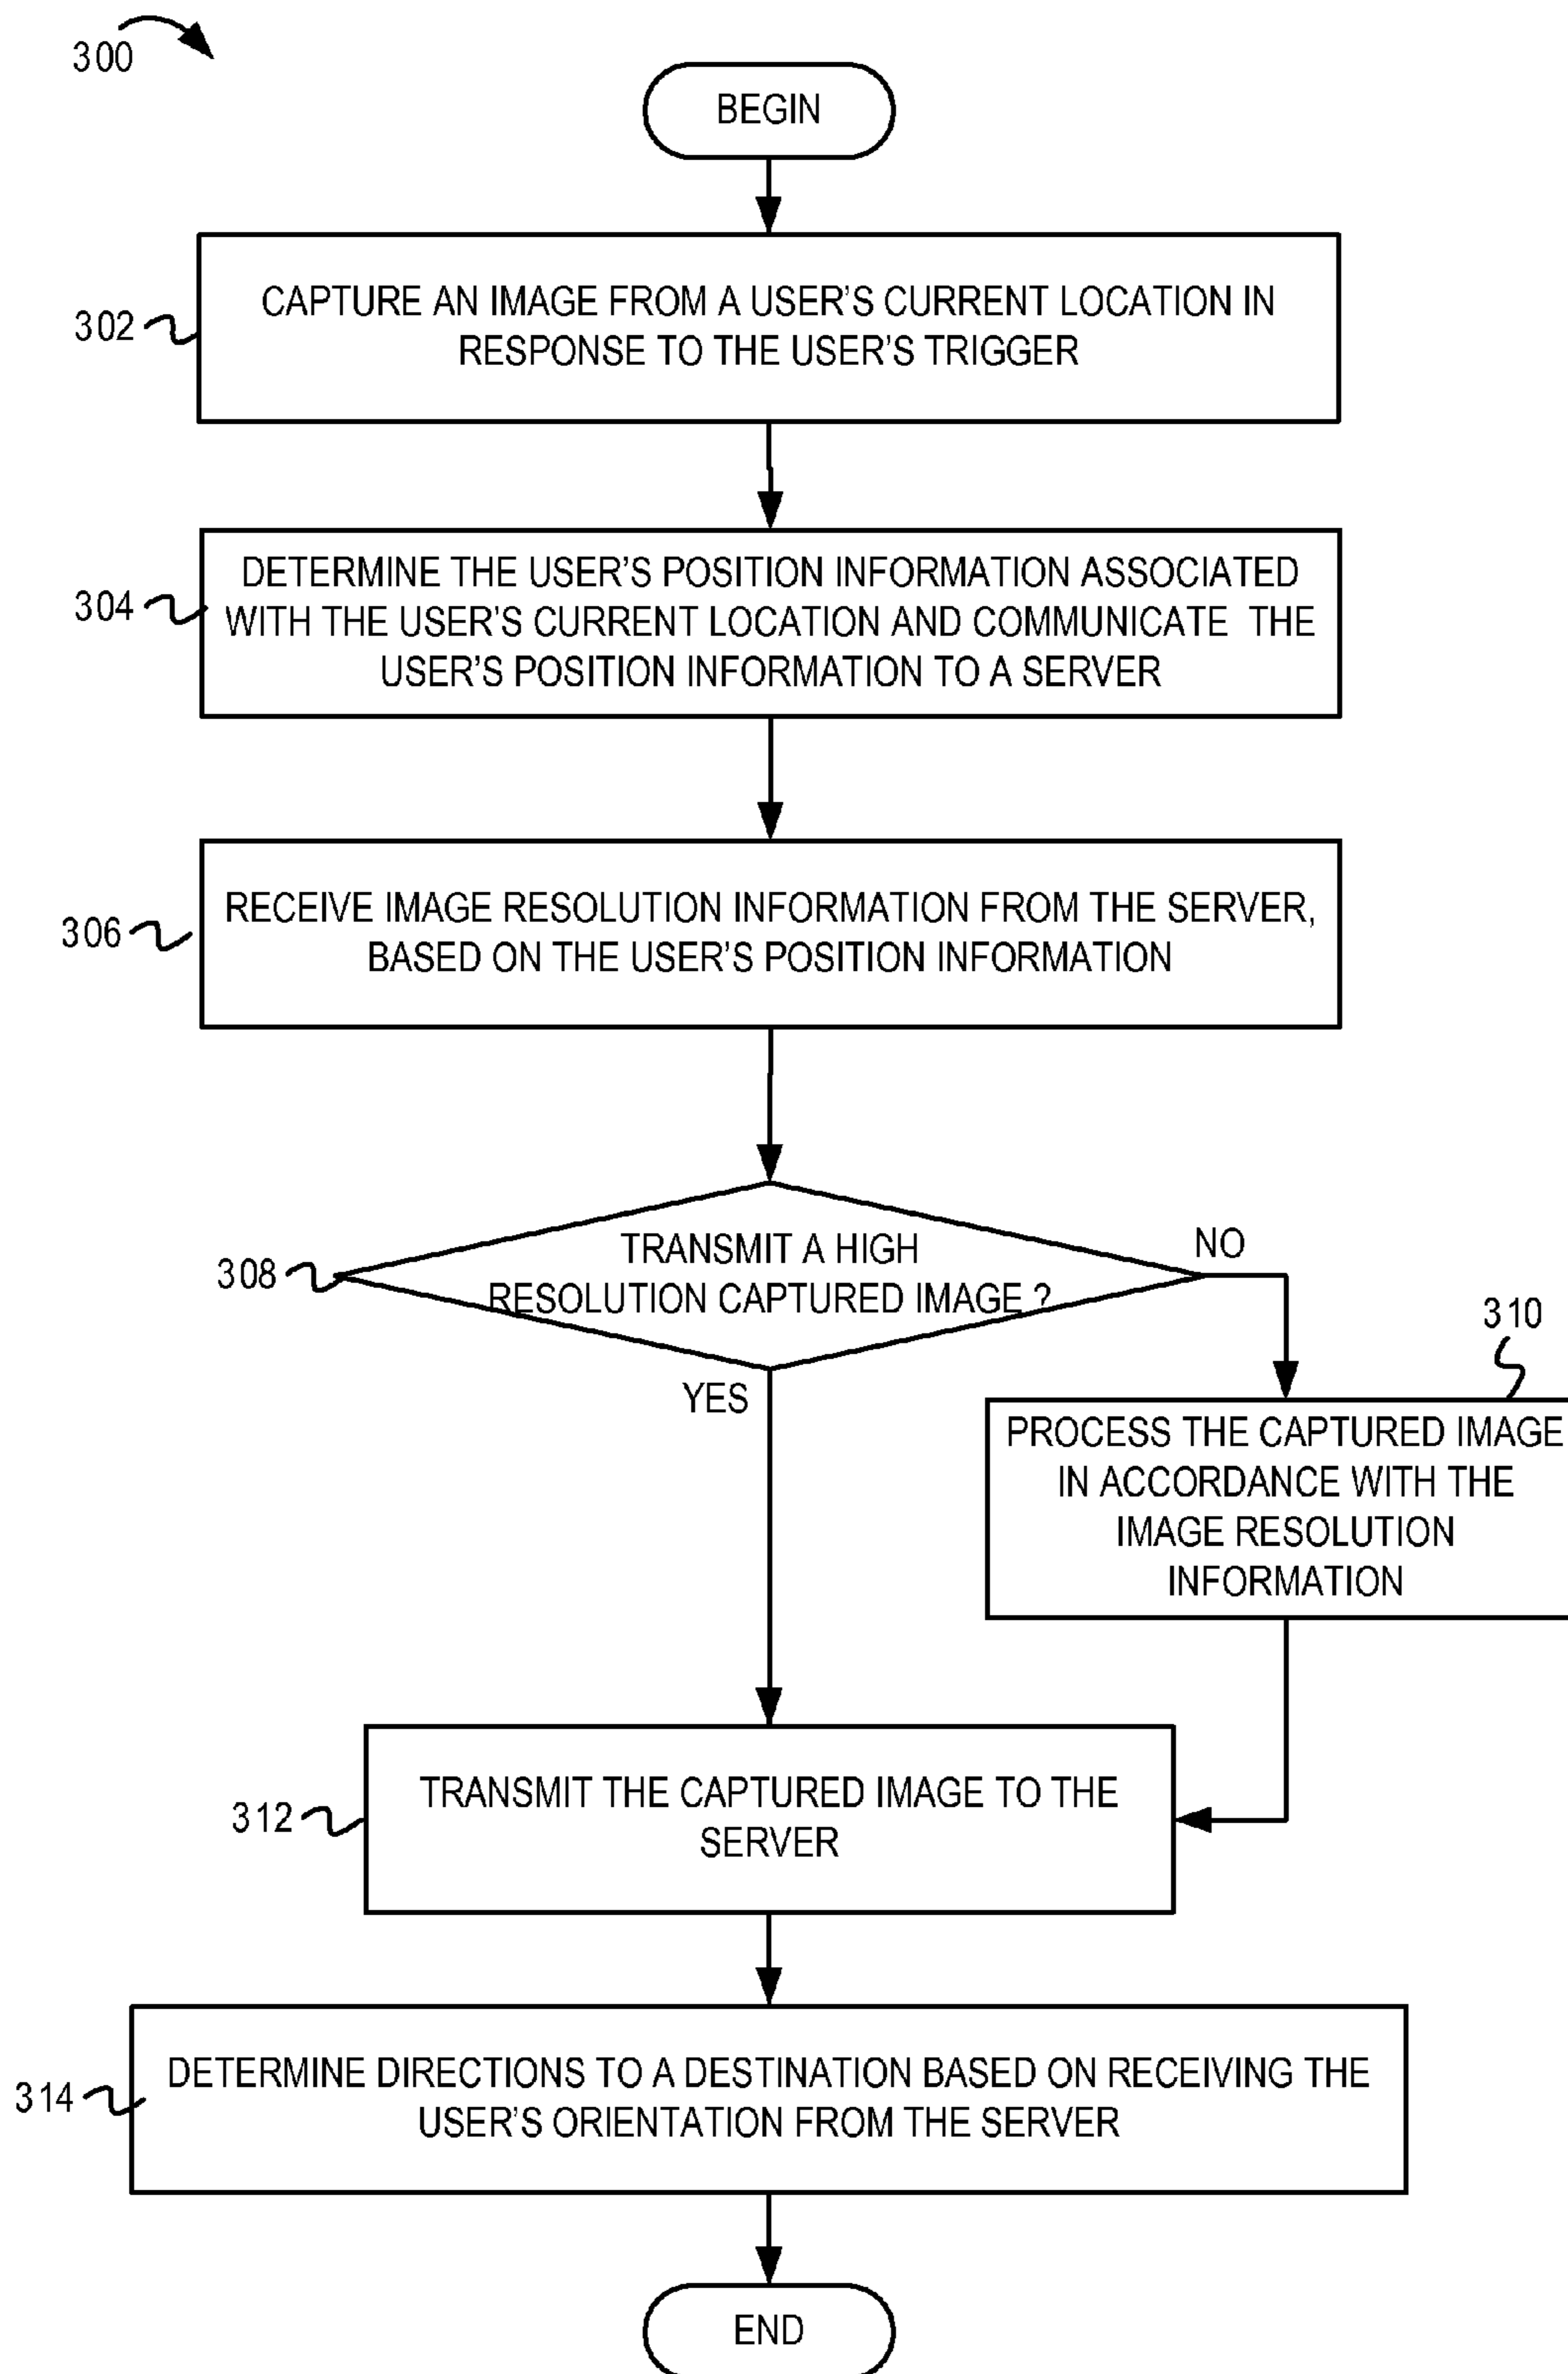 300
BEGIN
302
CAPTURE AN IMAGE FROM A USER'S CURRENT LOCATION IN
RESPONSE TO THE USER'S TRIGGER
304
DETERMINE THE USER'S POSITION INFORMATION ASSOCIATED
WITH THE USER'S CURRENT LOCATION AND COMMUNICATE THE
USER'S POSITION INFORMATION TO A SERVER
306
RECEIVE IMAGE RESOLUTION INFORMATION FROM THE SERVER,
BASED ON THE USER'S POSITION INFORMATION
308
TRANSMIT A HIGH
RESOLUTION CAPTURED IMAGE ?
NO
YES
310
PROCESS THE CAPTURED IMAGE
IN ACCORDANCE WITH THE
IMAGE RESOLUTION
INFORMATION
312
TRANSMIT THE CAPTURED IMAGE TO THE
SERVER
314
DETERMINE DIRECTIONS TO A DESTINATION BASED ON RECEIVING THE
USER'S ORIENTATION FROM THE SERVER
END